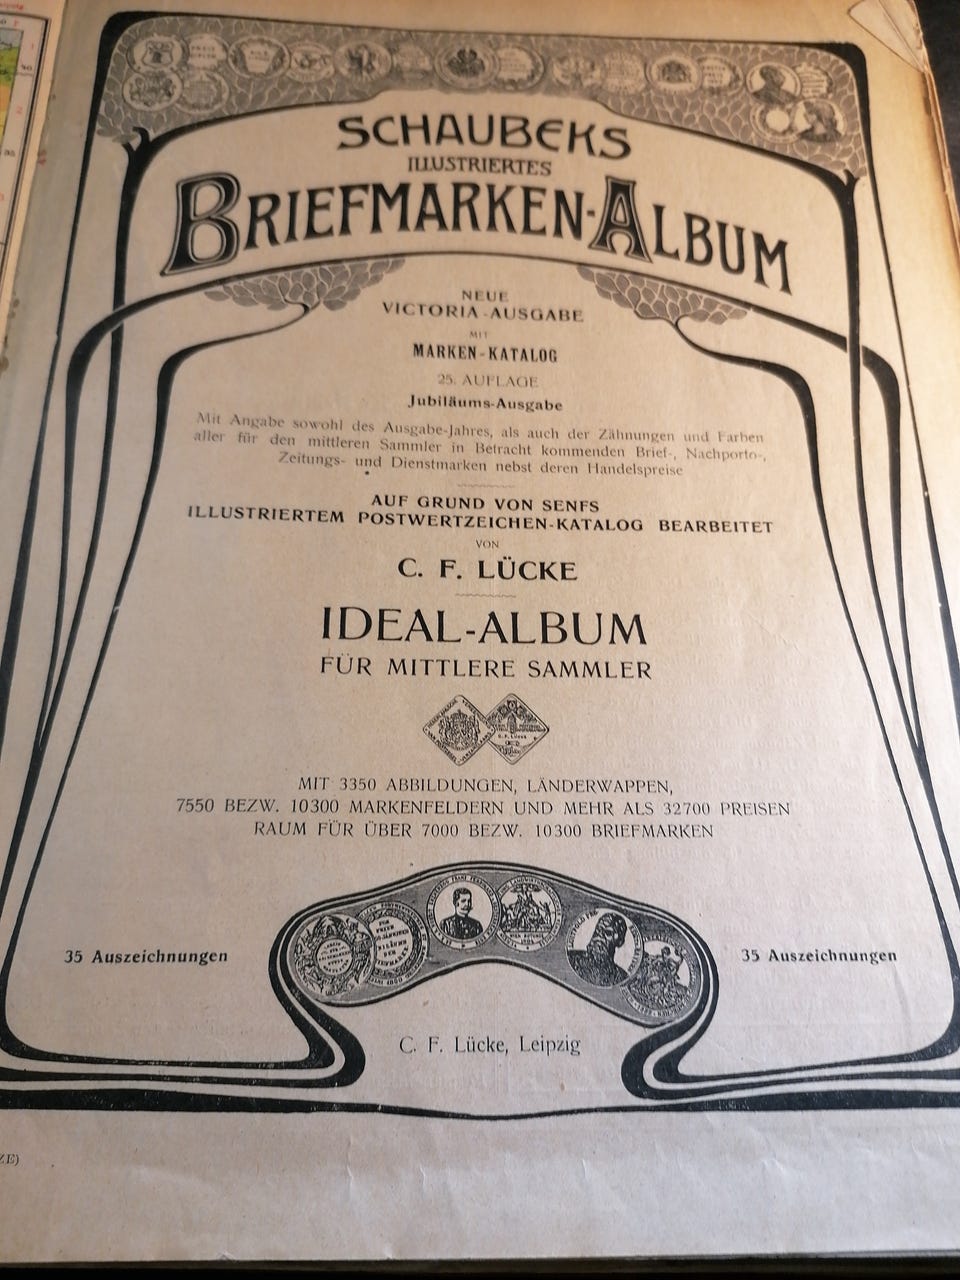 SCHAUBEKS
ILLUSTRIERTES
BRIEFMARKEN-ALBUM
NEUE
VICTORIA-AUSGABE
MIT
MARKEN-KATALOG
25. AUFLAGE
Jubiläums-Ausgabe
Mit Angabe sowohl des Ausgabe-Jahres, als auch der Zähnungen und Farben
aller für den mittleren Sammler in Betracht kommenden Brief-, Nachporto-,
Zeitungs- und Dienstmarken nebst deren Handelspreise
AUF GRUND VON SENFS
ILLUSTRIERTEM POSTWERTZEICHEN-KATALOG BEARBEITET
VON
C. F. LÜCKE
IDEAL-ALBUM
FÜR MITTLERE SAMMLER
MIT 3350 ABBILDUNGEN, LÄNDERWAPPEN,
7550 BEZW. 10300 MARKENFELDERN UND MEHR ALS 32700 PREISEN
RAUM FÜR ÜBER 7000 BEZW. 10300 BRIEFMARKEN
35 Auszeichnungen
35 Auszeichnungen
C. F. Lücke, Leipzig